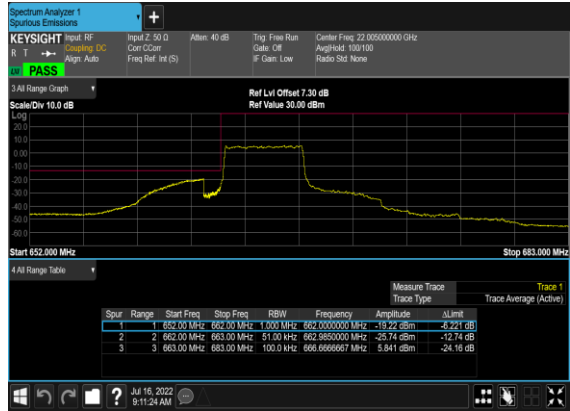 Spectrum Analyzer 1
Spurious Emissions
+
KEYSIGHT Input: RF Input Z: 50 Ω Atten: 40 dB Trig: Free Run Center Freq: 22.005000000 GHz
R T Coupling: DC Corr CCorr Gate: Off Avg|Hold: 100/100
Align: Auto Freq Ref: Int (S) IF Gain: Low Radio Std: None
PASS
3 All Range Graph
Ref Lvl Offset 7.30 dB
Scale/Div 10.0 dB Ref Value 30.00 dBm
Log
20.0
10.0
0.00
-10.0
-20.0
-30.0
-40.0
-50.0
-60.0
Start 652.000 MHz Stop 683.000 MHz
4 All Range Table
Measure Trace Trace 1
Trace Type Trace Average (Active)
Spur Range Start Freq Stop Freq RBW Frequency Amplitude ΔLimit
1 1 652.00 MHz 662.00 MHz 1.000 MHz 662.0000000 MHz -19.22 dBm -6.221 dB
2 2 662.00 MHz 663.00 MHz 51.00 kHz 662.9850000 MHz -25.74 dBm -12.74 dB
3 3 663.00 MHz 683.00 MHz 100.0 kHz 666.6666667 MHz 5.841 dBm -24.16 dB
? Jul 16, 2022
9:11:24 AM